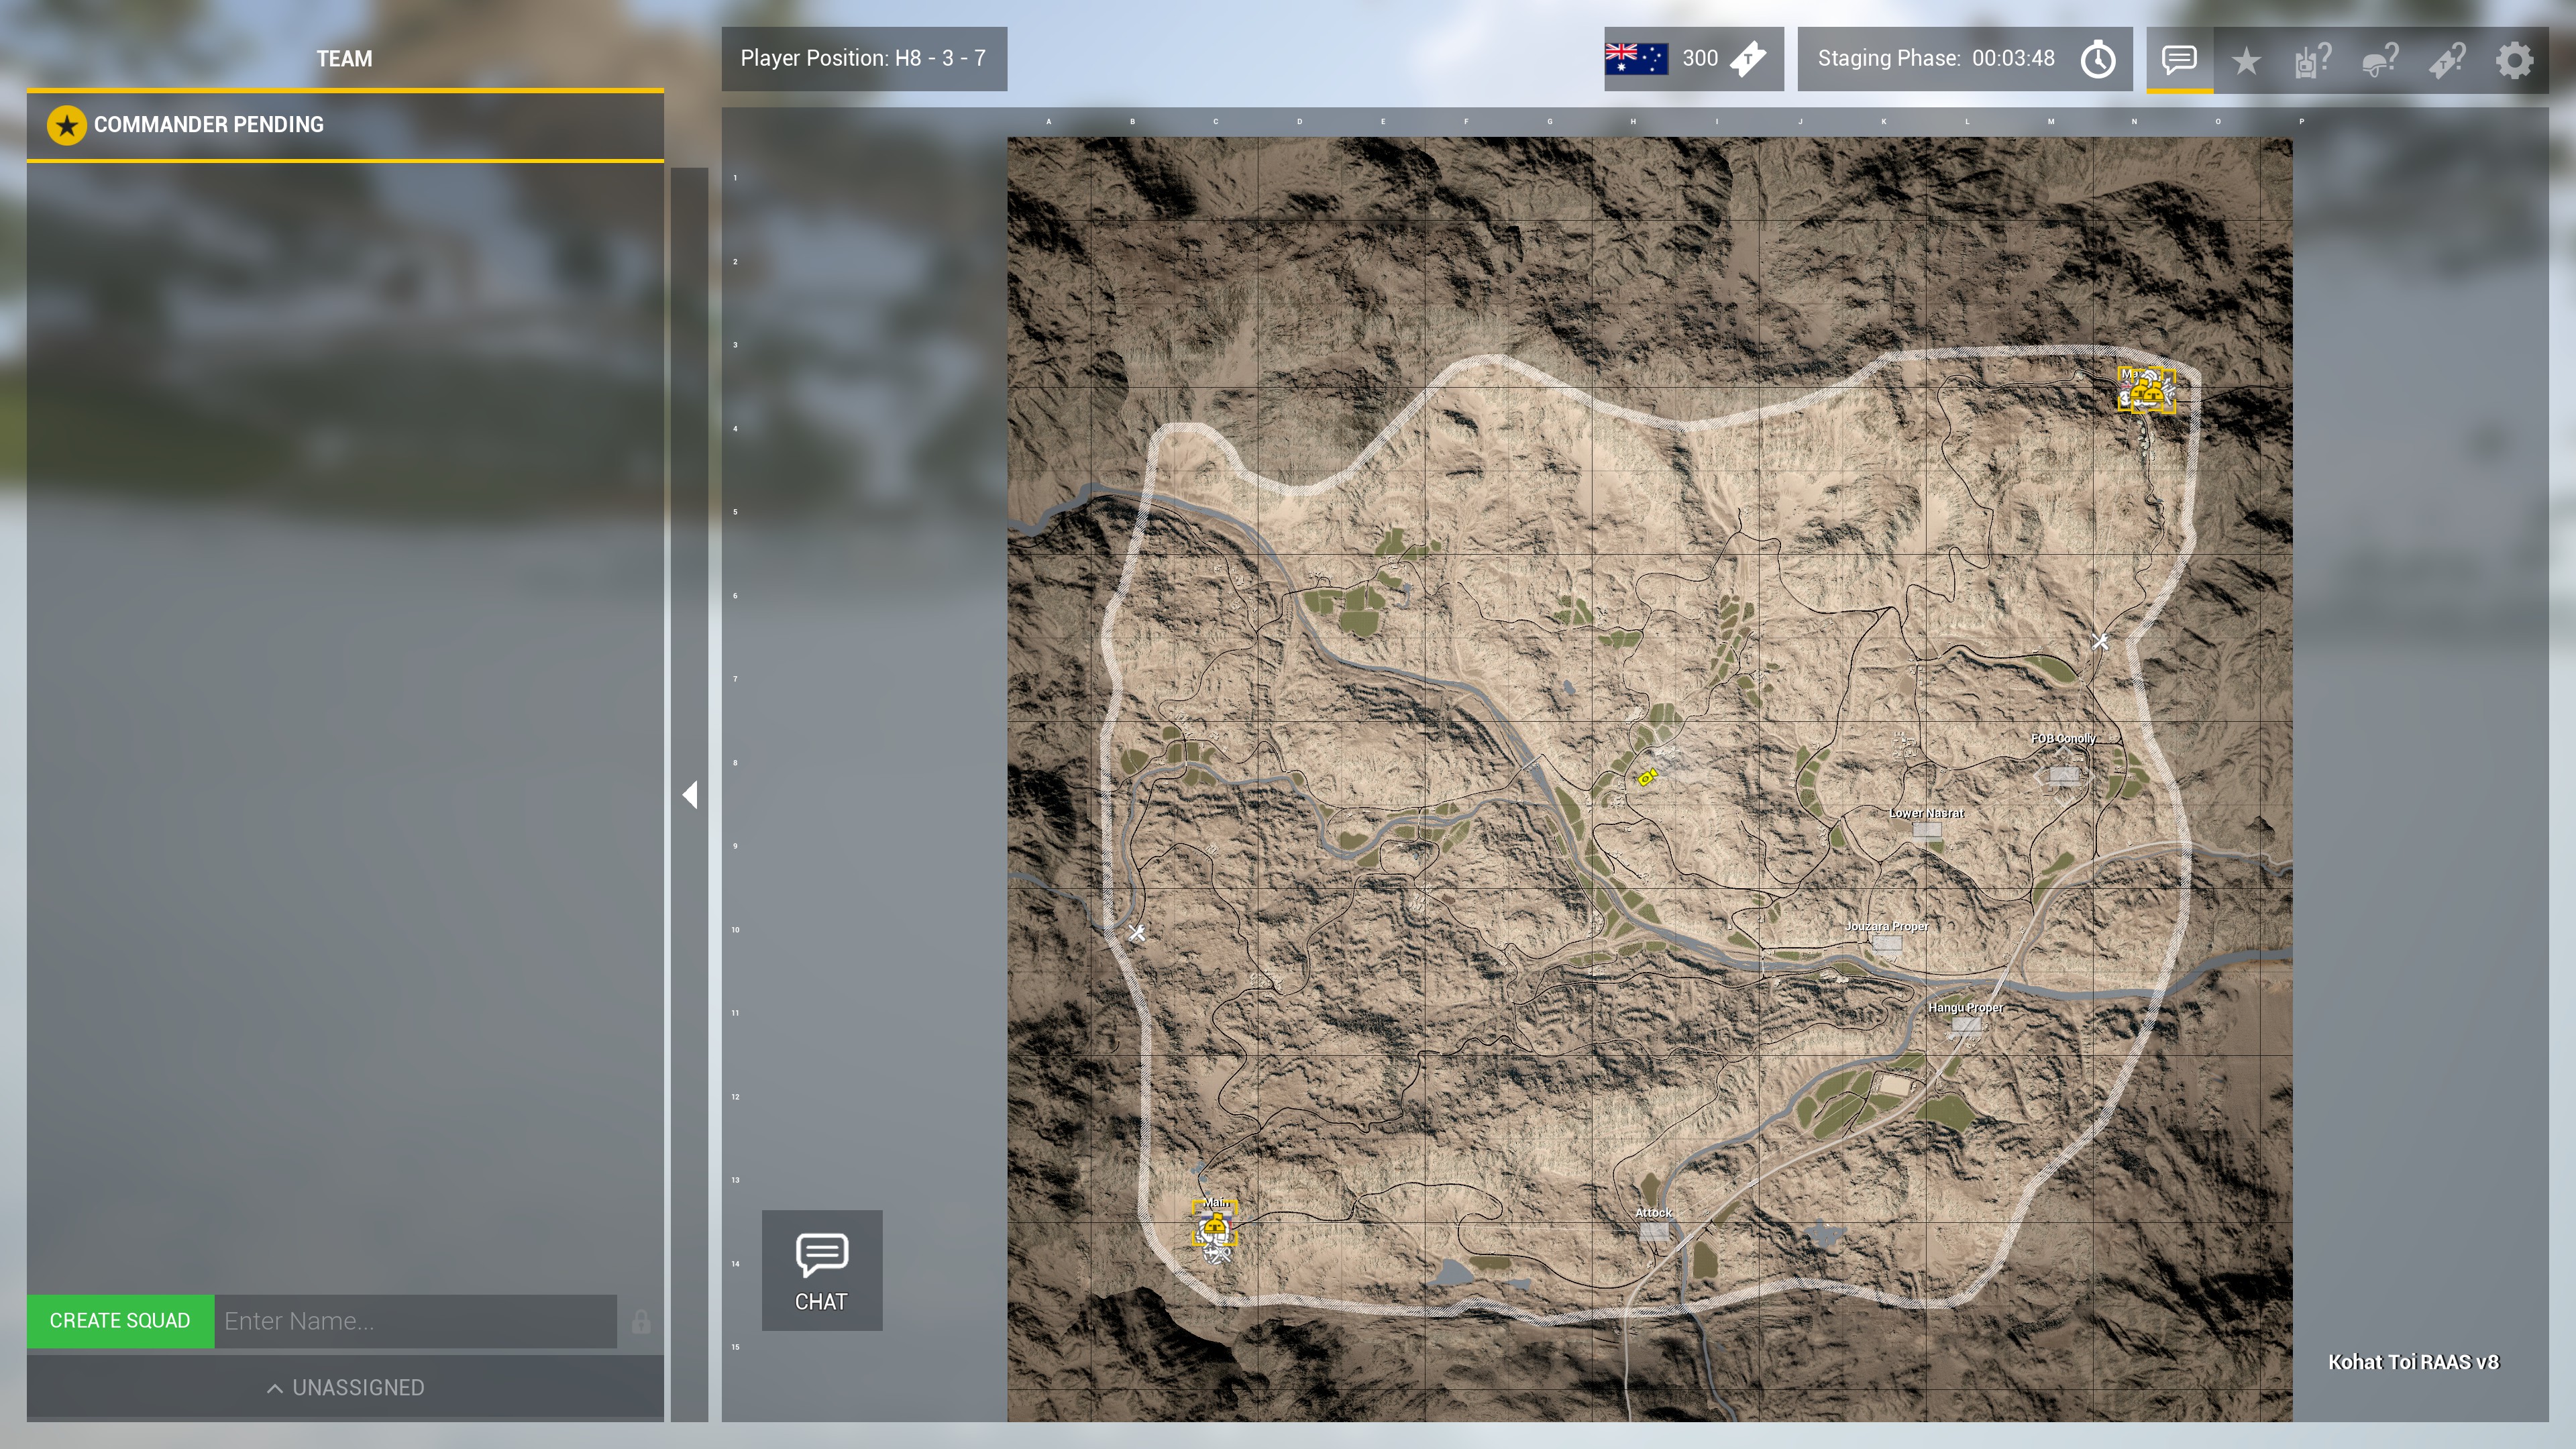 TEAM
Player Position: H8 - 3 - 7
300
T
Staging Phase: 00:03:48
? ? T ?
COMMANDER PENDING
A B C D E F G H I J K L M N O P
1
2
3
4
5
6
7
8
9
10
11
12
13
14
15
FOB Conolly
Lower Nasrat
Jouzara Proper
Hangu Proper
Main
Attock
CHAT
CREATE SQUAD Enter Name...
UNASSIGNED
Kohat Toi RAAS v8